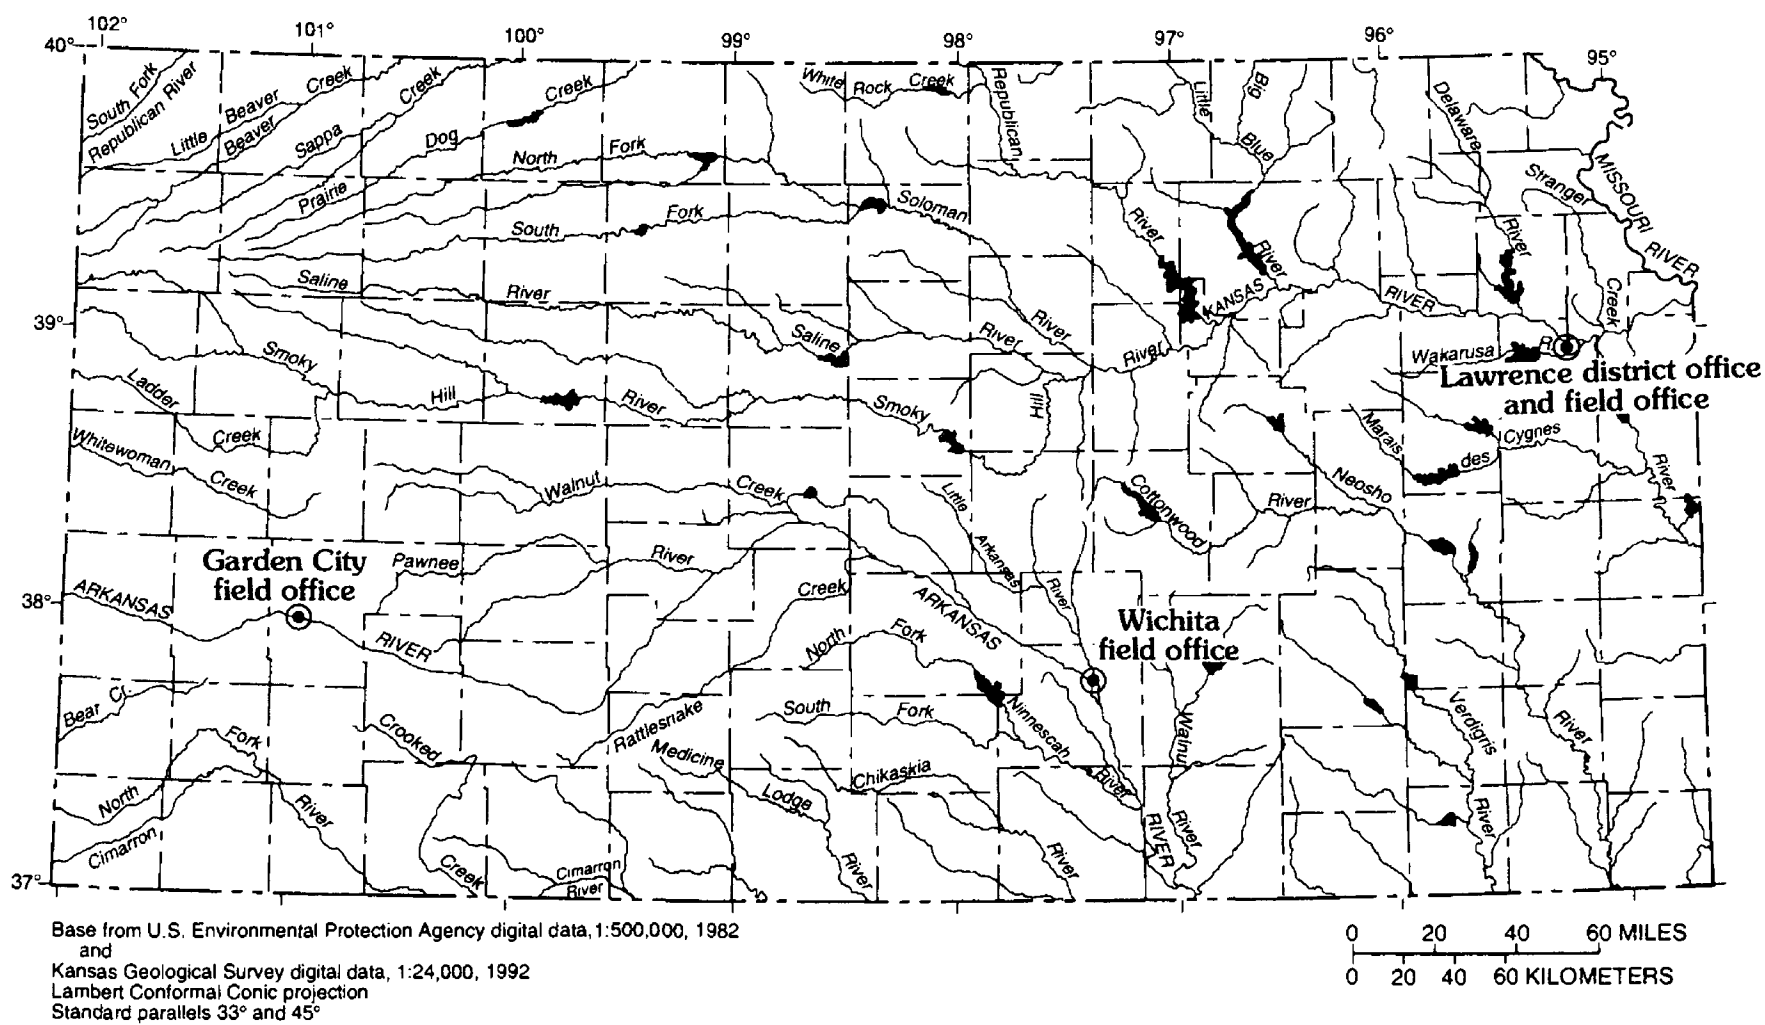 102°
101°
100°
99°
98°
97°
96°
95°
40°
39°
38°
37°
South Fork
Republican River
Little Beaver Creek
Beaver Creek
Sappa
Prairie Dog Creek
North Fork
South Fork
Soloman
River
White Rock Creek
Republican
River
Little
Big
Blue
River
Delaware
River
Stranger
Creek
MISSOURI
RIVER
Saline River
Saline
River
KANSAS
RIVER
River
Wakarusa
Lawrence district office
and field office
Smoky
Hill
River
Smoky
Hill
Ladder
Creek
Whitewoman
Creek
Walnut Creek
Little
Arkansas
River
Cottonwood
River
Neosho
River
Marais
des
Cygnes
River
Garden City
field office
Pawnee River
ARKANSAS
RIVER
ARKANSAS
RIVER
Wichita
field office
Rattlesnake
Creek
North Fork
South Fork
Ninnescah
River
Walnut
River
Verdigris
River
Bear Cr.
Crooked
Creek
North
Fork
Cimarron
River
Cimarron
River
Medicine
Lodge
River
Chikaskia
River
Base from U.S. Environmental Protection Agency digital data,1:500,000, 1982
and
Kansas Geological Survey digital data, 1:24,000, 1992
Lambert Conformal Conic projection
Standard parallels 33° and 45°
0 20 40 60 MILES
0 20 40 60 KILOMETERS